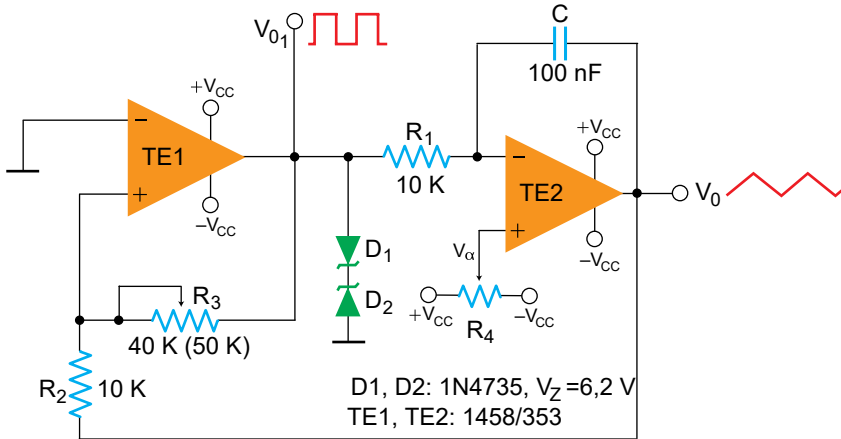 C
100 nF
V01
+VCC
−
TE1
+
−VCC
R1
10 K
+VCC
−
TE2
+
−VCC
V0
Vα
D1
D2
R3
40 K (50 K)
+VCC
−VCC
R4
R2
10 K
D1, D2: 1N4735, VZ =6,2 V
TE1, TE2: 1458/353